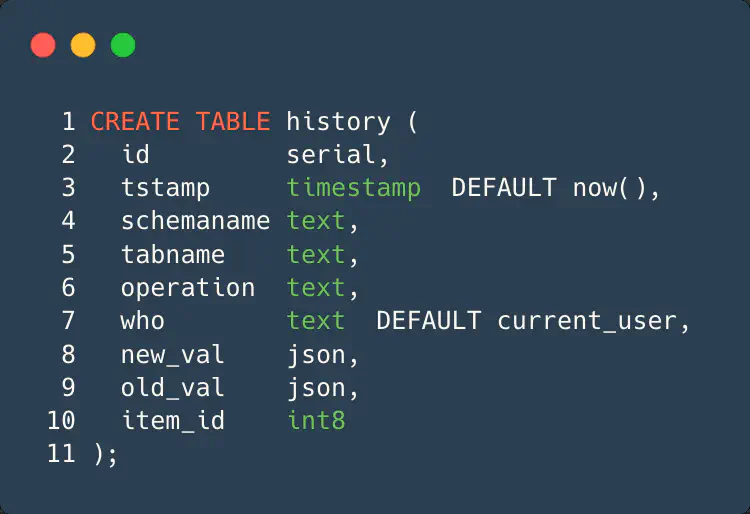 1 CREATE TABLE history (
2   id         serial,
3   tstamp     timestamp  DEFAULT now(),
4   schemaname text,
5   tabname    text,
6   operation  text,
7   who        text  DEFAULT current_user,
8   new_val    json,
9   old_val    json,
10   item_id    int8
11 );